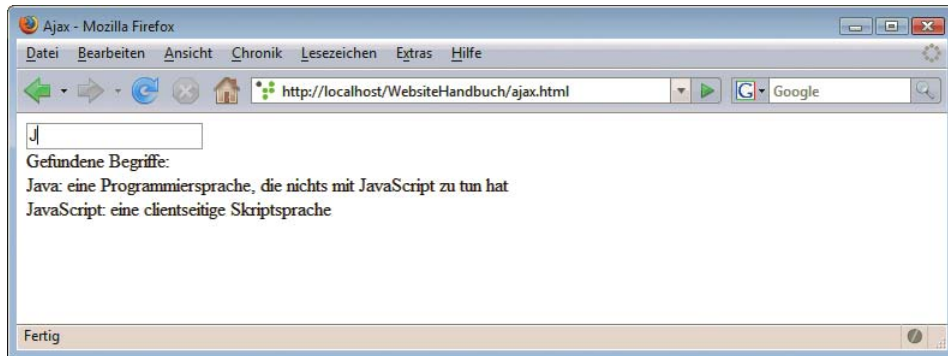 Ajax - Mozilla Firefox
Datei Bearbeiten Ansicht Chronik Lesezeichen Extras Hilfe
http://localhost/WebsiteHandbuch/ajax.html G Google
J
Gefundene Begriffe:
Java: eine Programmiersprache, die nichts mit JavaScript zu tun hat
JavaScript: eine clientseitige Skriptsprache
Fertig